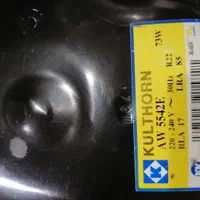 KULTHORN
AW 5542E
73W
220 - 240 V ~ 50Hz R22
RLA 17 LRA 85